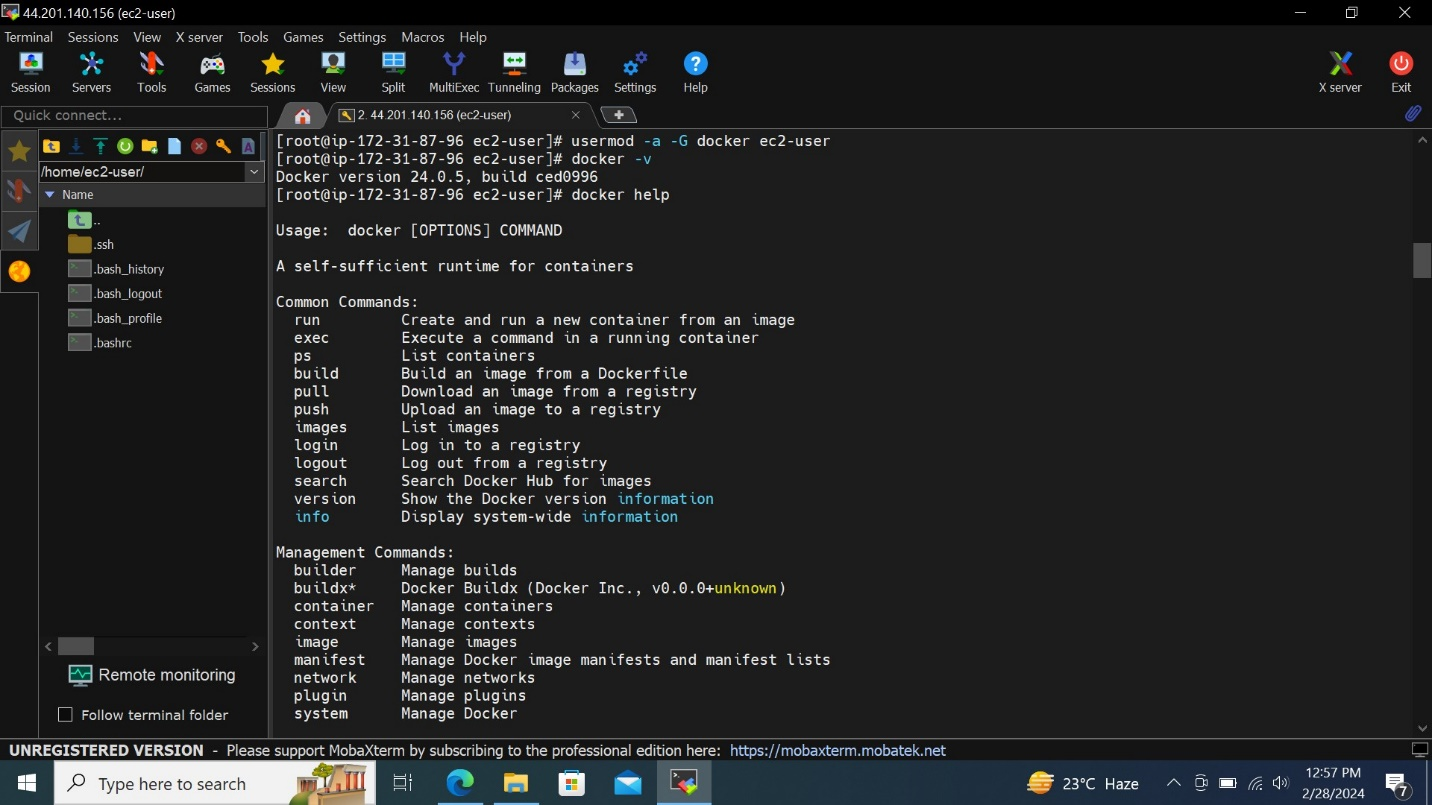 44.201.140.156 (ec2-user)
Terminal Sessions View X server Tools Games Settings Macros Help
Session Servers Tools Games Sessions View Split MultiExec Tunneling Packages Settings Help X server Exit
Quick connect...
2. 44.201.140.156 (ec2-user)
/home/ec2-user/
Name
..
.ssh
.bash_history
.bash_logout
.bash_profile
.bashrc
Remote monitoring
Follow terminal folder
[root@ip-172-31-87-96 ec2-user]# usermod -a -G docker ec2-user
[root@ip-172-31-87-96 ec2-user]# docker -v
Docker version 24.0.5, build ced0996
[root@ip-172-31-87-96 ec2-user]# docker help
Usage:  docker [OPTIONS] COMMAND
A self-sufficient runtime for containers
Common Commands:
  run         Create and run a new container from an image
  exec        Execute a command in a running container
  ps          List containers
  build       Build an image from a Dockerfile
  pull        Download an image from a registry
  push        Upload an image to a registry
  images      List images
  login       Log in to a registry
  logout      Log out from a registry
  search      Search Docker Hub for images
  version     Show the Docker version information
  info        Display system-wide information
Management Commands:
  builder     Manage builds
  buildx*     Docker Buildx (Docker Inc., v0.0.0+unknown)
  container   Manage containers
  context     Manage contexts
  image       Manage images
  manifest    Manage Docker image manifests and manifest lists
  network     Manage networks
  plugin      Manage plugins
  system      Manage Docker
UNREGISTERED VERSION - Please support MobaXterm by subscribing to the professional edition here: https://mobaxterm.mobatek.net
Type here to search
23°C Haze
12:57 PM
2/28/2024
7